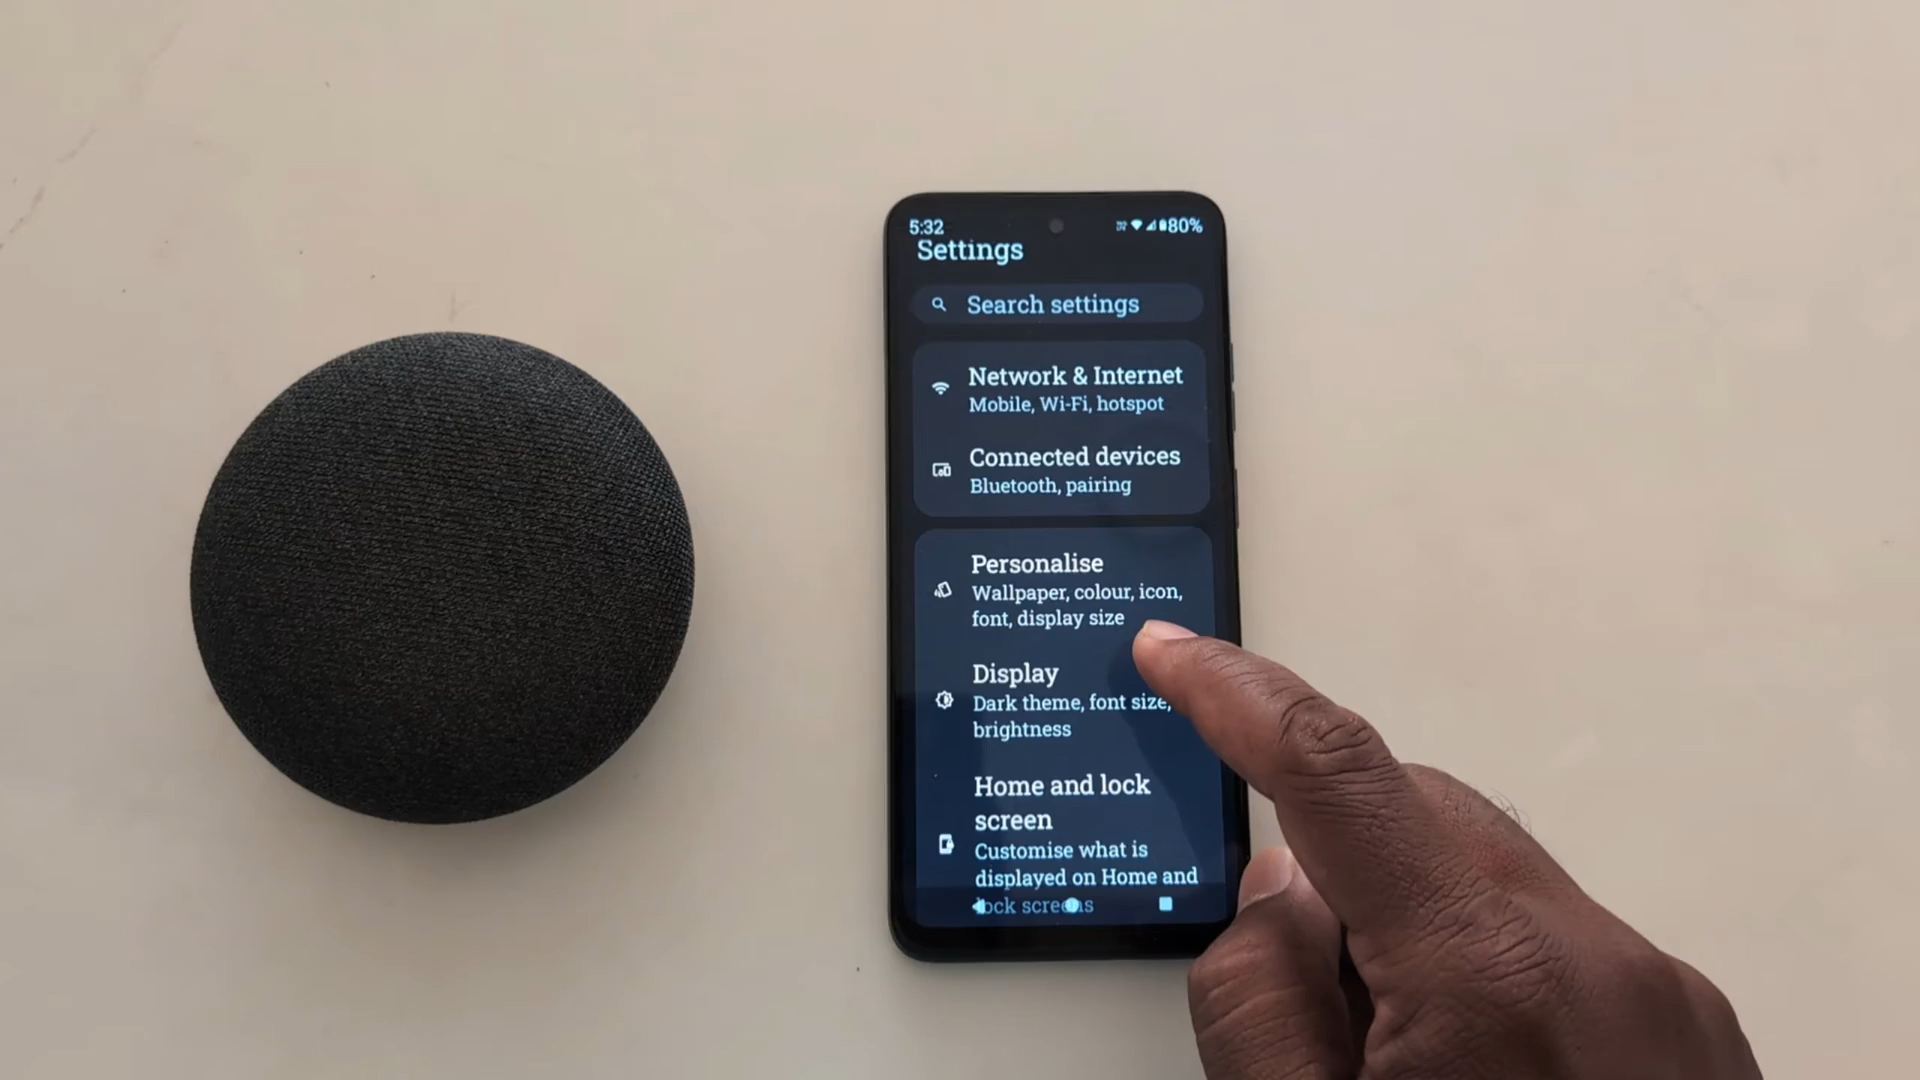 5:32
80%
Settings
Search settings
Network & Internet
Mobile, Wi-Fi, hotspot
Connected devices
Bluetooth, pairing
Personalise
Wallpaper, colour, icon,
font, display size
Display
Dark theme, font size,
brightness
Home and lock
screen
Customise what is
displayed on Home and
lock screens